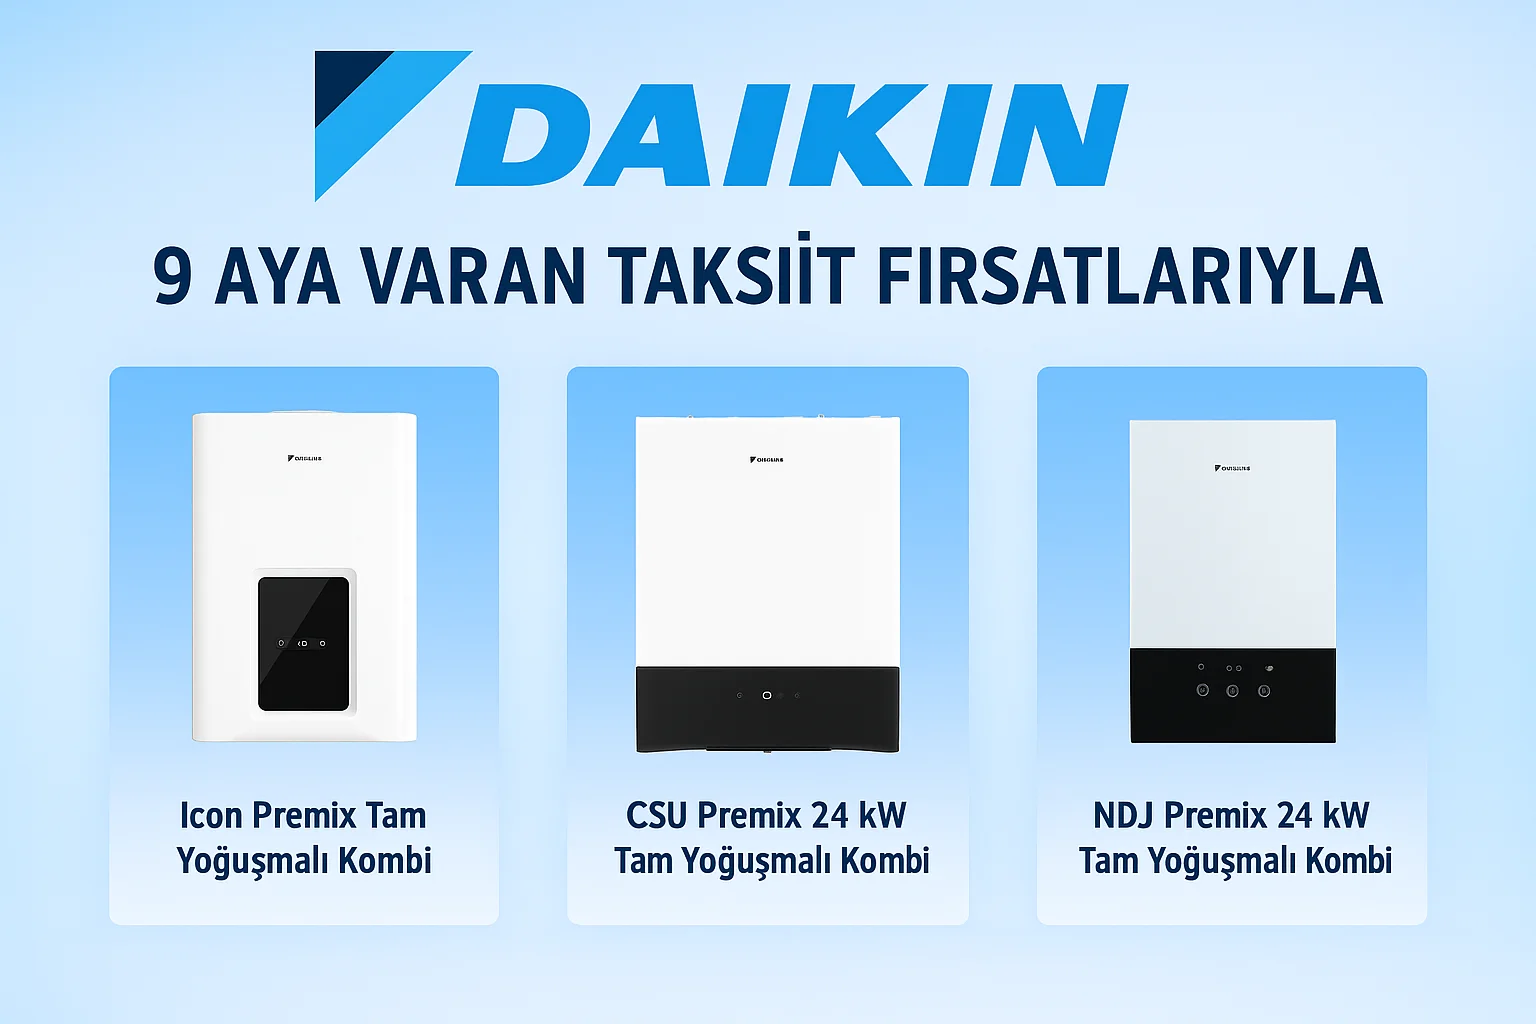 DAIKIN
9 AYA VARAN TAKSİİT FIRSATLARIYLA
Icon Premix Tam
Yoğuşmalı Kombi
CSU Premix 24 kW
Tam Yoğuşmalı Kombi
NDJ Premix 24 kW
Tam Yoğuşmalı Kombi